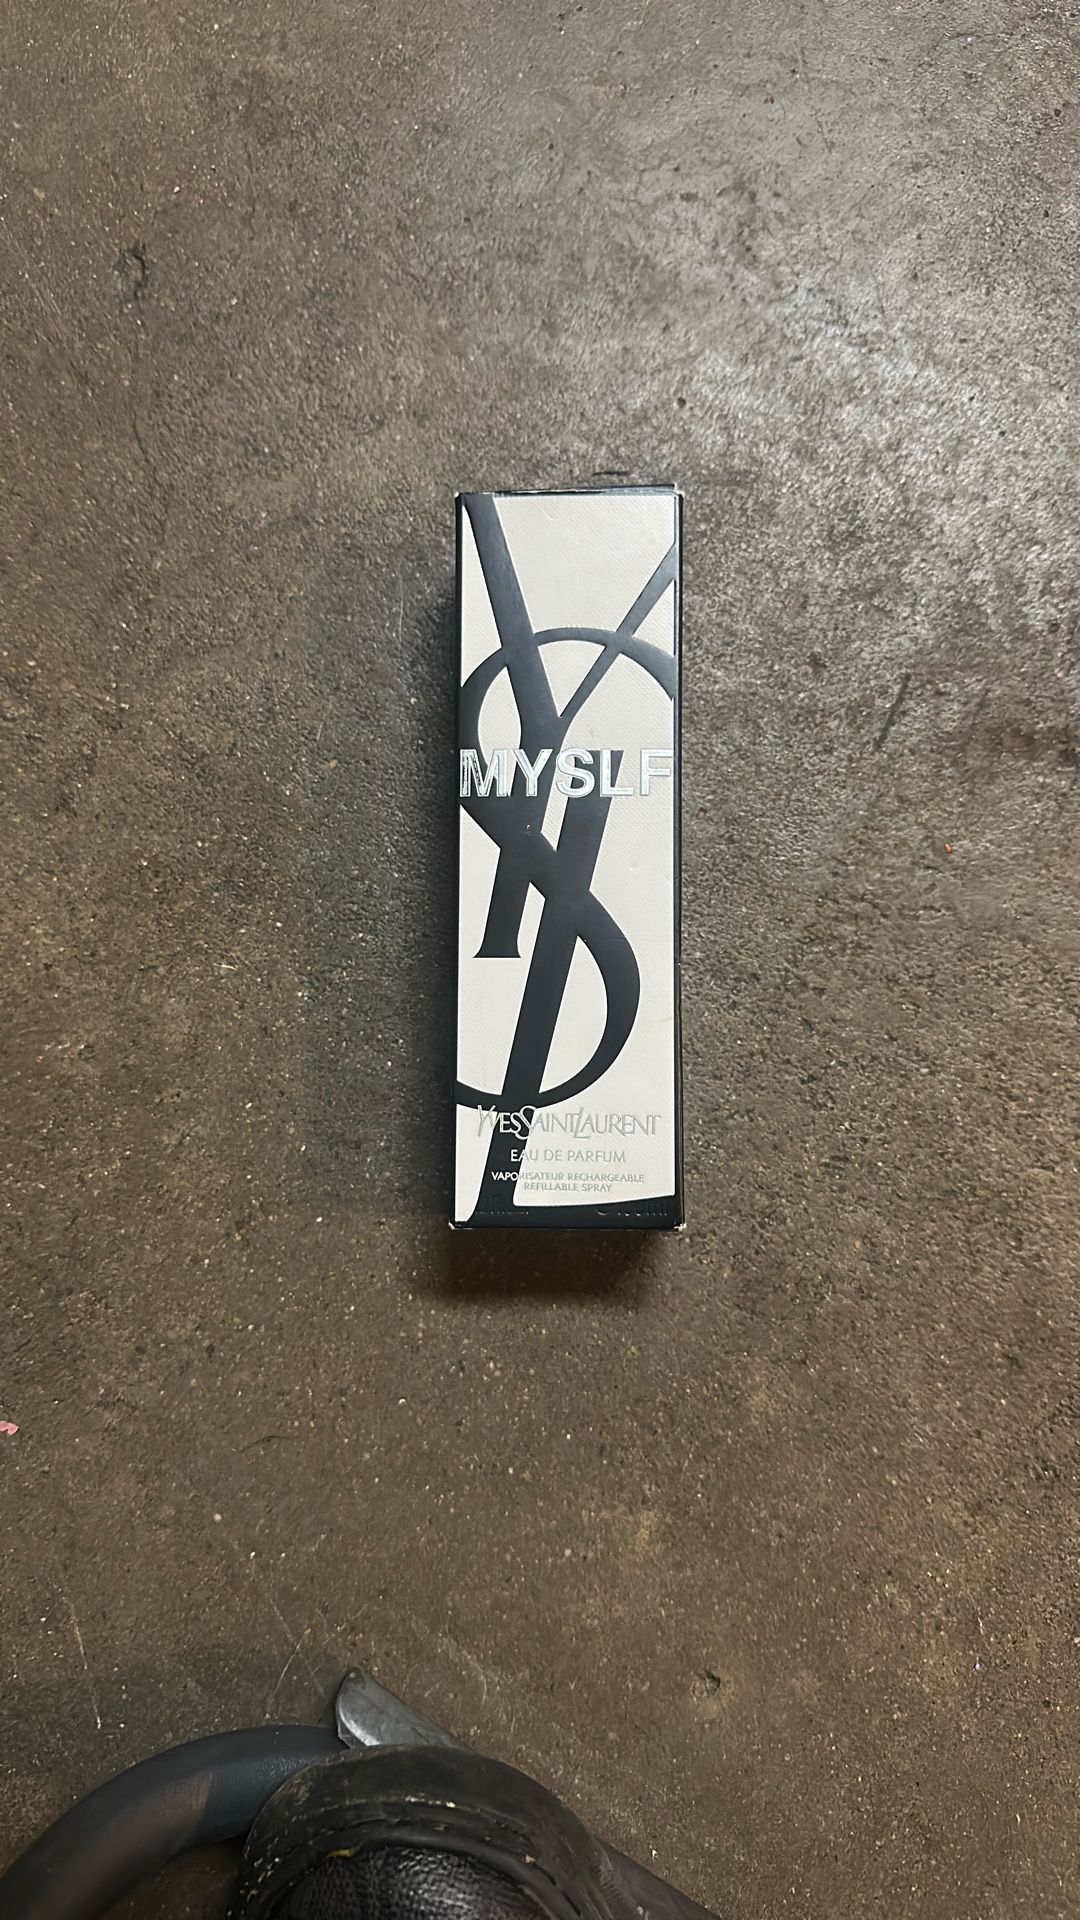 MYSLF
YVESSAINTLAURENT
EAU DE PARFUM
VAPORISATEUR RECHARGEABLE
REFILLABLE SPRAY